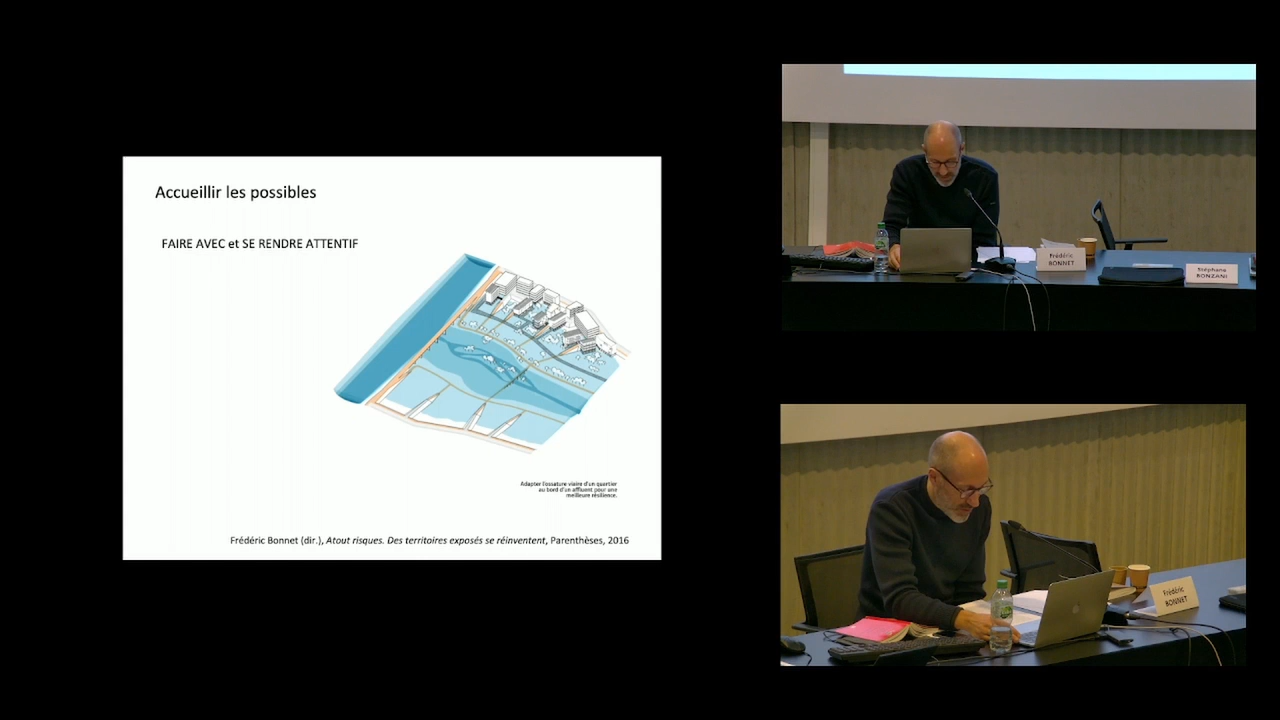 Accueillir les possibles
FAIRE AVEC et SE RENDRE ATTENTIF
Adapter l'ossature viaire d'un quartier
au bord d'un affluent pour une
meilleure résilience.
Frédéric Bonnet (dir.), Atout risques. Des territoires exposés se réinventent, Parenthèses, 2016
Frédéric
BONNET
Stéphane
BONZANI
Frédéric
BONNET